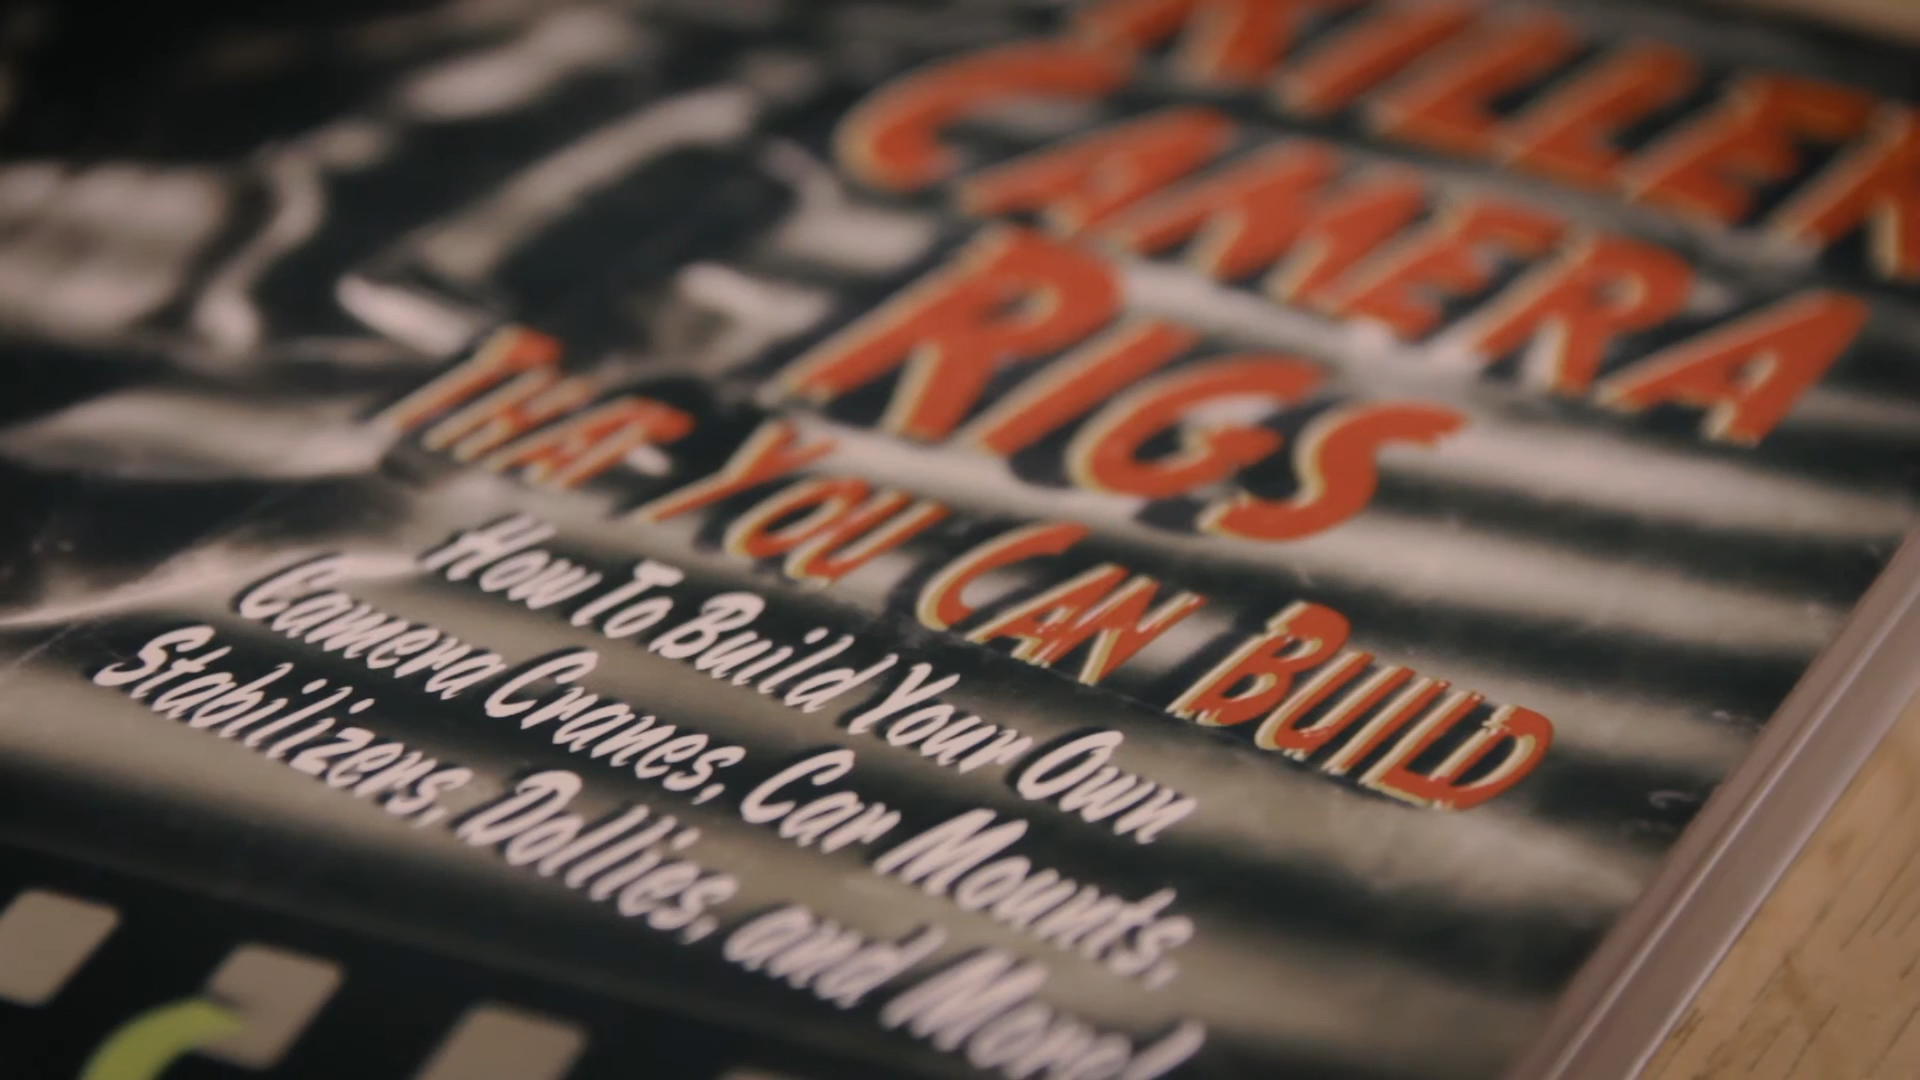 KILLER
CAMERA
RIGS
THAT YOU CAN BUILD
How To Build Your Own
Camera Cranes, Car Mounts,
Stabilizers, Dollies, and More!